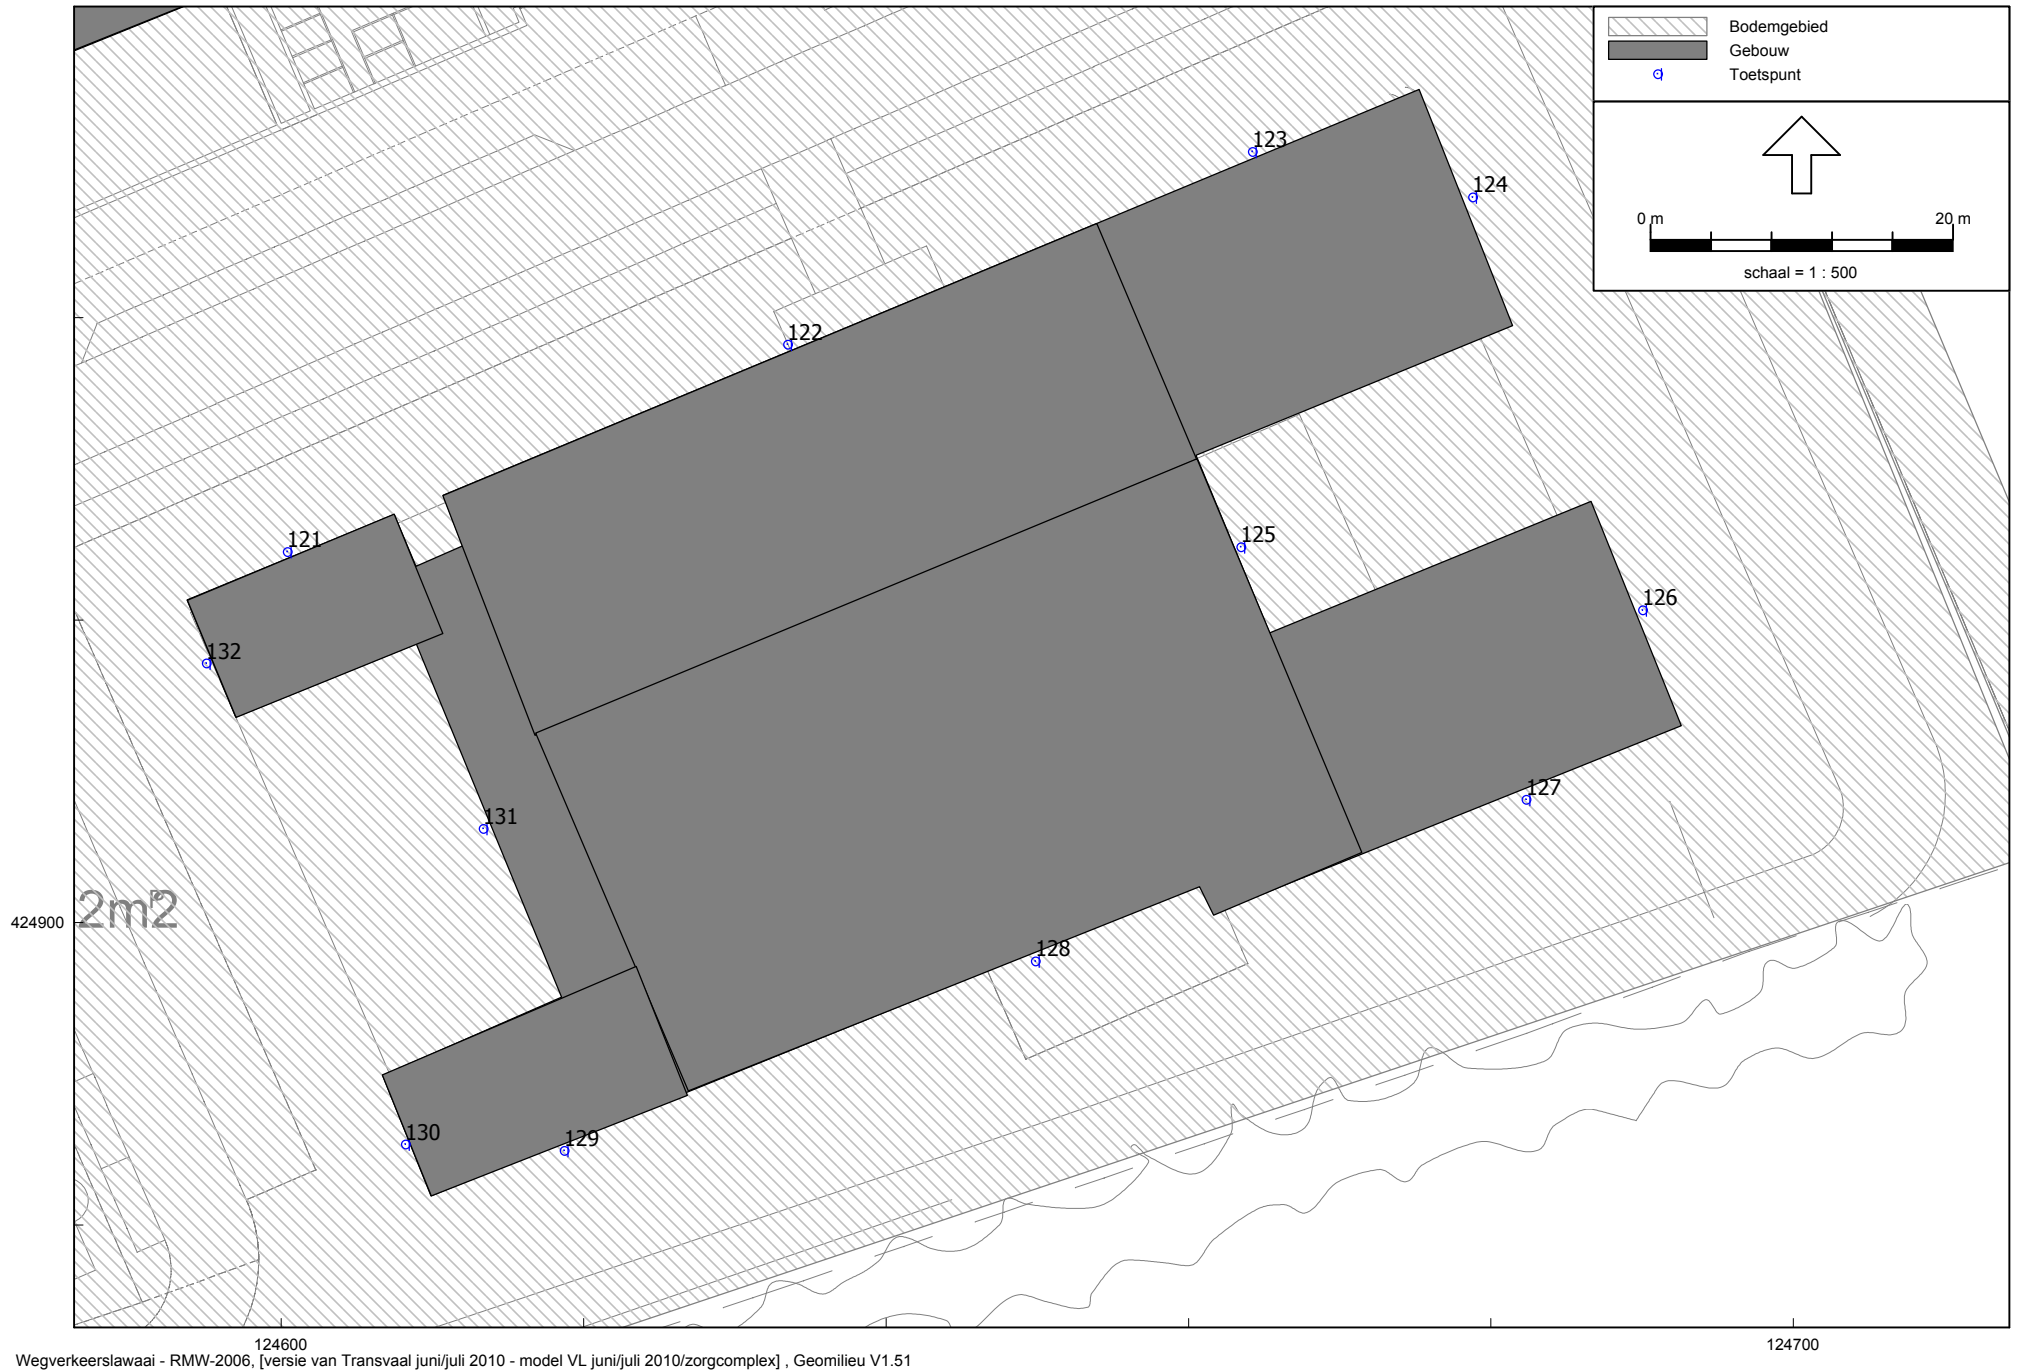 Bodemgebied
Gebouw
Toetspunt
0 m 20 m
schaal = 1 : 500
123
124
122
121
125
126
132
127
131
128
130
129
424900
124600 124700
Wegverkeerslawaai - RMW-2006, [versie van Transvaal juni/juli 2010 - model VL juni/juli 2010/zorgcomplex] , Geomilieu V1.51